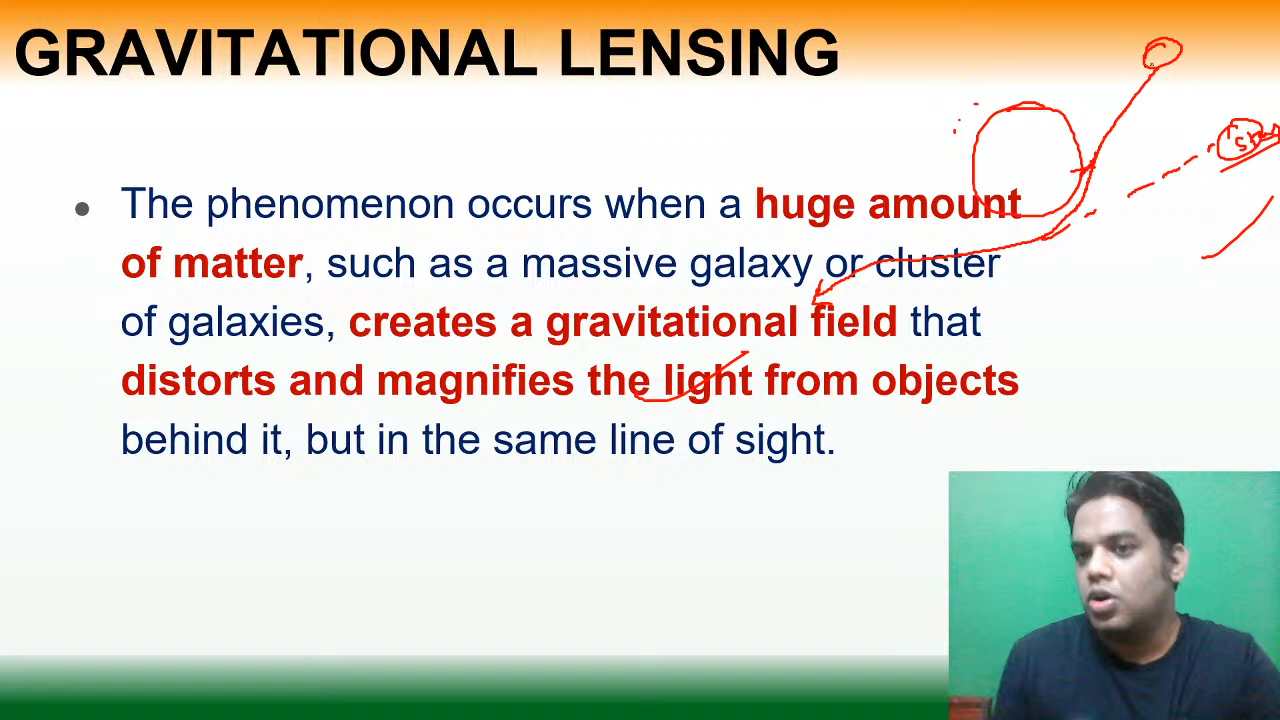 GRAVITATIONAL LENSING
The phenomenon occurs when a huge amount
of matter, such as a massive galaxy or cluster
of galaxies, creates a gravitational field that
distorts and magnifies the light from objects
behind it, but in the same line of sight.